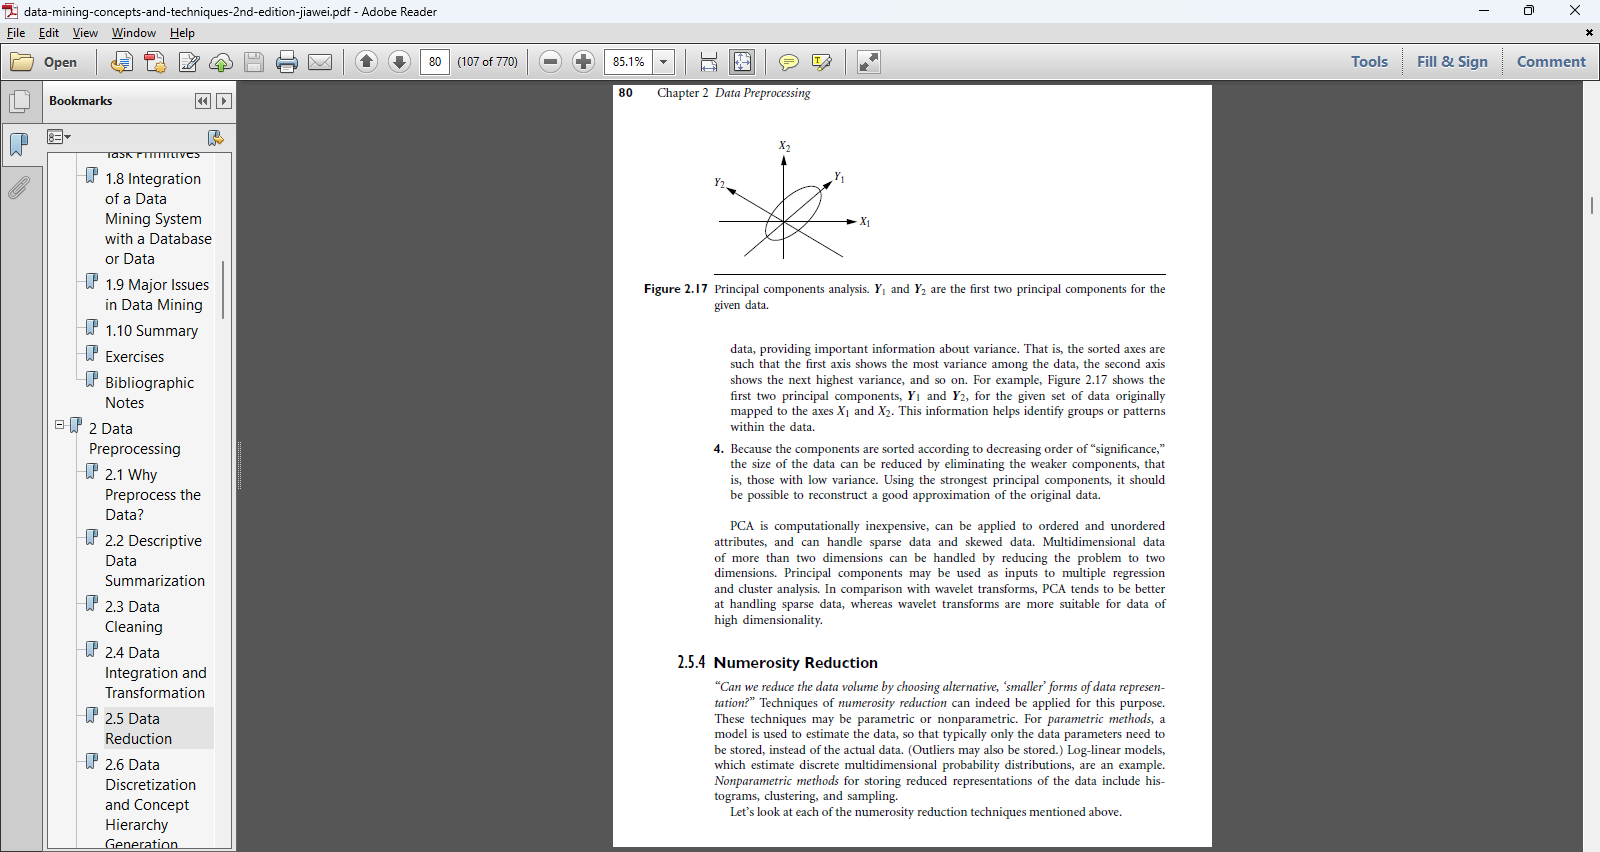 data-mining-concepts-and-techniques-2nd-edition-jiawei.pdf - Adobe Reader
File Edit View Window Help
Open 80 (107 of 770) 85.1% Tools Fill & Sign Comment
Bookmarks
Task Primitives
1.8 Integration
of a Data
Mining System
with a Database
or Data
1.9 Major Issues
in Data Mining
1.10 Summary
Exercises
Bibliographic
Notes
2 Data
Preprocessing
2.1 Why
Preprocess the
Data?
2.2 Descriptive
Data
Summarization
2.3 Data
Cleaning
2.4 Data
Integration and
Transformation
2.5 Data
Reduction
2.6 Data
Discretization
and Concept
Hierarchy
Generation
80 Chapter 2 Data Preprocessing
X2
Y2
Y1
X1
Figure 2.17 Principal components analysis. Y1 and Y2 are the first two principal components for the
given data.
data, providing important information about variance. That is, the sorted axes are
such that the first axis shows the most variance among the data, the second axis
shows the next highest variance, and so on. For example, Figure 2.17 shows the
first two principal components, Y1 and Y2, for the given set of data originally
mapped to the axes X1 and X2. This information helps identify groups or patterns
within the data.
4. Because the components are sorted according to decreasing order of “significance,”
the size of the data can be reduced by eliminating the weaker components, that
is, those with low variance. Using the strongest principal components, it should
be possible to reconstruct a good approximation of the original data.
PCA is computationally inexpensive, can be applied to ordered and unordered
attributes, and can handle sparse data and skewed data. Multidimensional data
of more than two dimensions can be handled by reducing the problem to two
dimensions. Principal components may be used as inputs to multiple regression
and cluster analysis. In comparison with wavelet transforms, PCA tends to be better
at handling sparse data, whereas wavelet transforms are more suitable for data of
high dimensionality.
2.5.4 Numerosity Reduction
“Can we reduce the data volume by choosing alternative, ‘smaller’ forms of data represen-
tation?” Techniques of numerosity reduction can indeed be applied for this purpose.
These techniques may be parametric or nonparametric. For parametric methods, a
model is used to estimate the data, so that typically only the data parameters need to
be stored, instead of the actual data. (Outliers may also be stored.) Log-linear models,
which estimate discrete multidimensional probability distributions, are an example.
Nonparametric methods for storing reduced representations of the data include his-
tograms, clustering, and sampling.
Let’s look at each of the numerosity reduction techniques mentioned above.